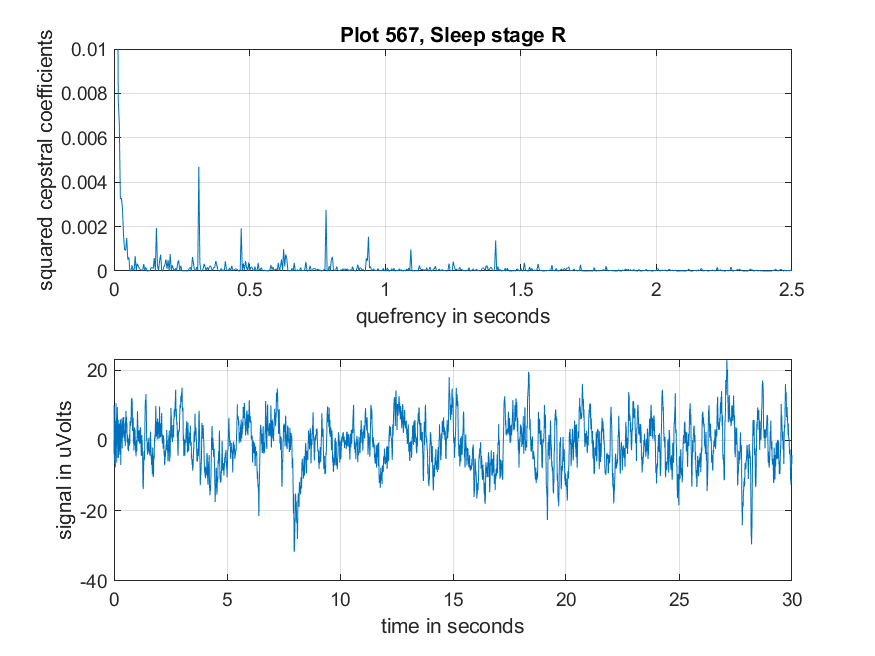 Plot 567, Sleep stage R
squared cepstral coefficients
0.01
0.008
0.006
0.004
0.002
0
0 0.5 1 1.5 2 2.5
quefrency in seconds
signal in uVolts
20
0
-20
-40
0 5 10 15 20 25 30
time in seconds